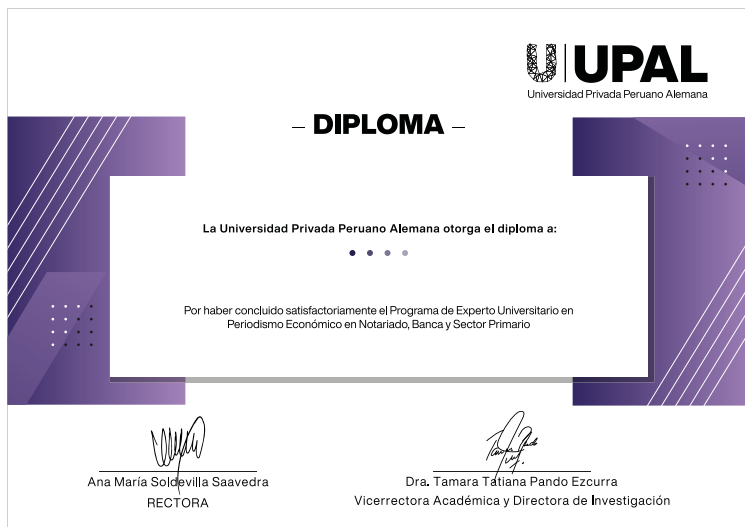 UPAL
Universidad Privada Peruano Alemana
– DIPLOMA –
La Universidad Privada Peruano Alemana otorga el diploma a:
Por haber concluido satisfactoriamente el Programa de Experto Universitario en
Periodismo Económico en Notariado, Banca y Sector Primario
Ana María Soldevilla Saavedra
RECTORA
Dra. Tamara Tatiana Pando Ezcurra
Vicerrectora Académica y Directora de Investigación